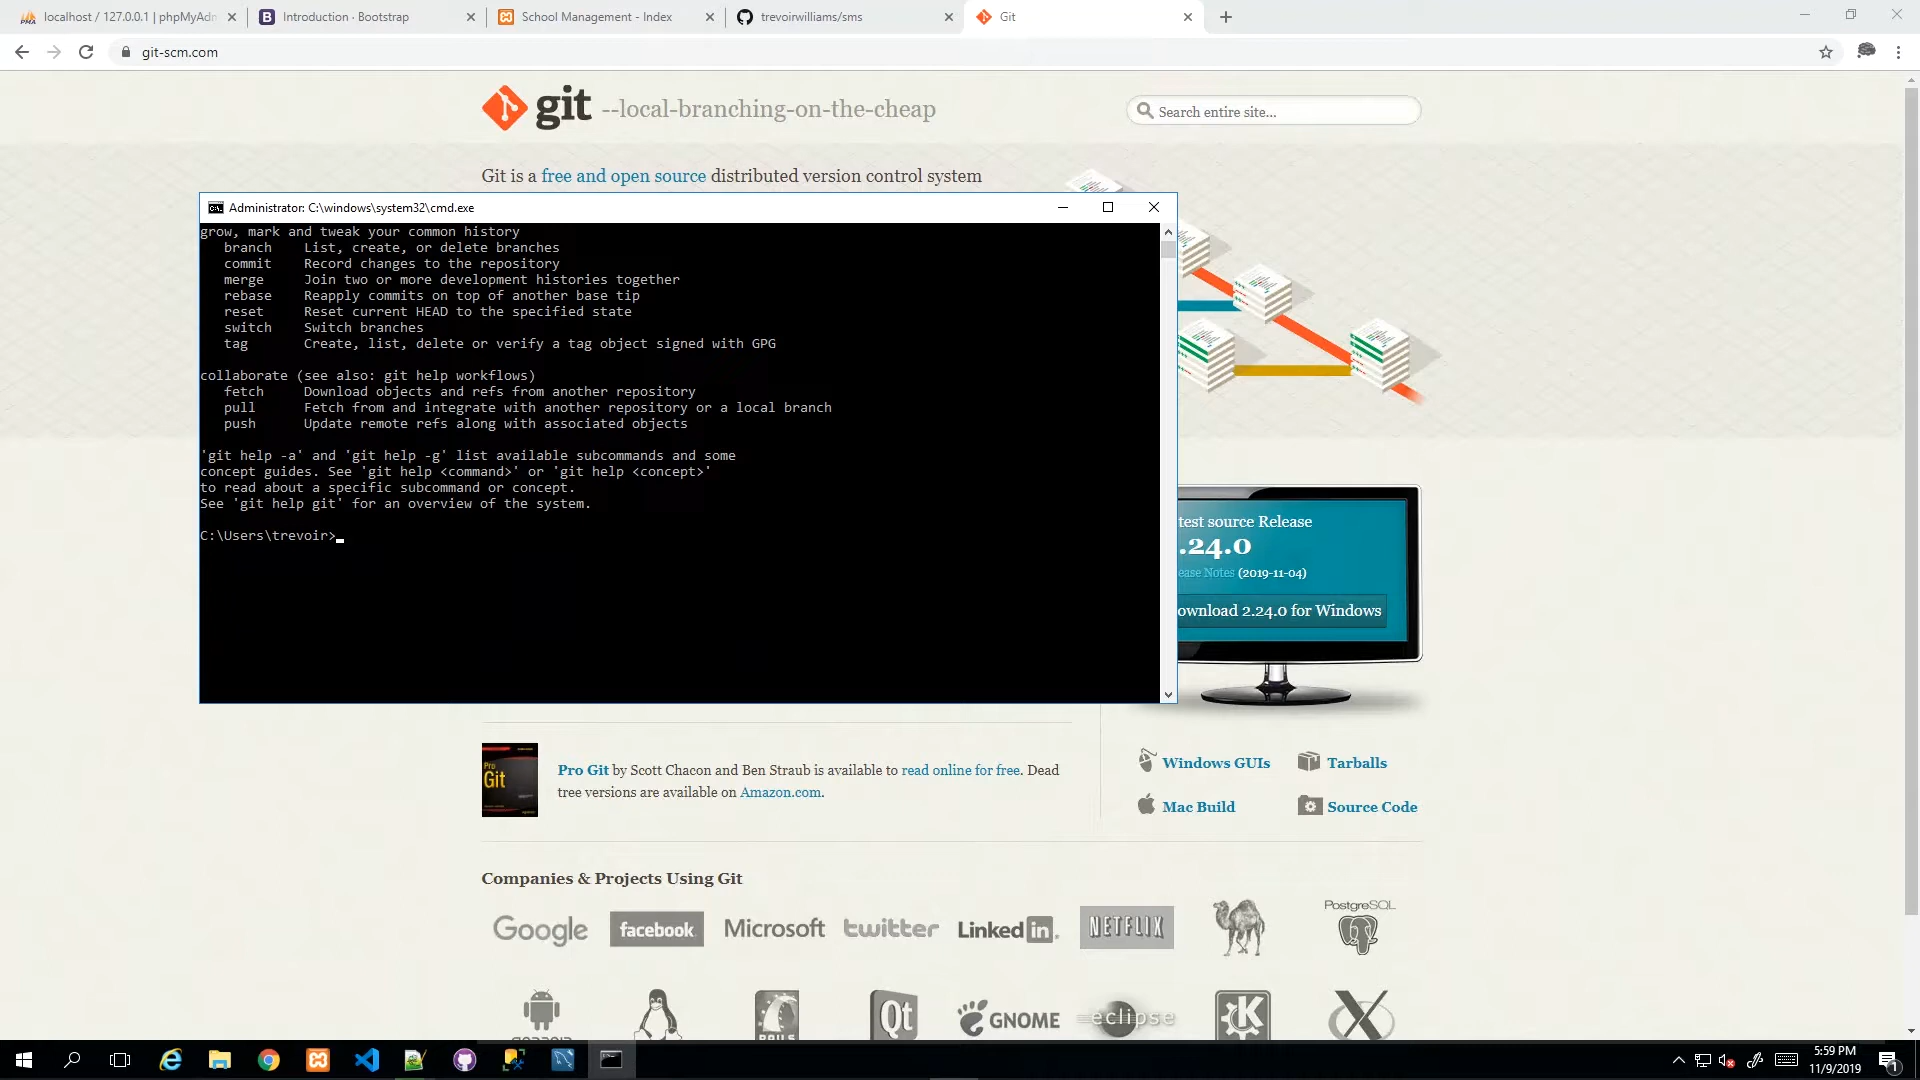 localhost / 127.0.0.1 | phpMyAdm
Introduction · Bootstrap
School Management - Index
trevoirwilliams/sms
Git
git-scm.com
git --local-branching-on-the-cheap
Search entire site...
Git is a free and open source distributed version control system
Administrator: C:\windows\system32\cmd.exe
grow, mark and tweak your common history
branch List, create, or delete branches
commit Record changes to the repository
merge Join two or more development histories together
rebase Reapply commits on top of another base tip
reset Reset current HEAD to the specified state
switch Switch branches
tag Create, list, delete or verify a tag object signed with GPG
collaborate (see also: git help workflows)
fetch Download objects and refs from another repository
pull Fetch from and integrate with another repository or a local branch
push Update remote refs along with associated objects
'git help -a' and 'git help -g' list available subcommands and some
concept guides. See 'git help <command>' or 'git help <concept>'
to read about a specific subcommand or concept.
See 'git help git' for an overview of the system.
C:\Users\trevoir>
test source Release
.24.0
ease Notes (2019-11-04)
ownload 2.24.0 for Windows
Pro Git
Pro Git by Scott Chacon and Ben Straub is available to read online for free. Dead
tree versions are available on Amazon.com.
Windows GUIs
Tarballs
Mac Build
Source Code
Companies & Projects Using Git
Google facebook Microsoft twitter Linked in NETFLIX PostgreSQL
Qt GNOME eclipse K X
5:59 PM
11/9/2019
1